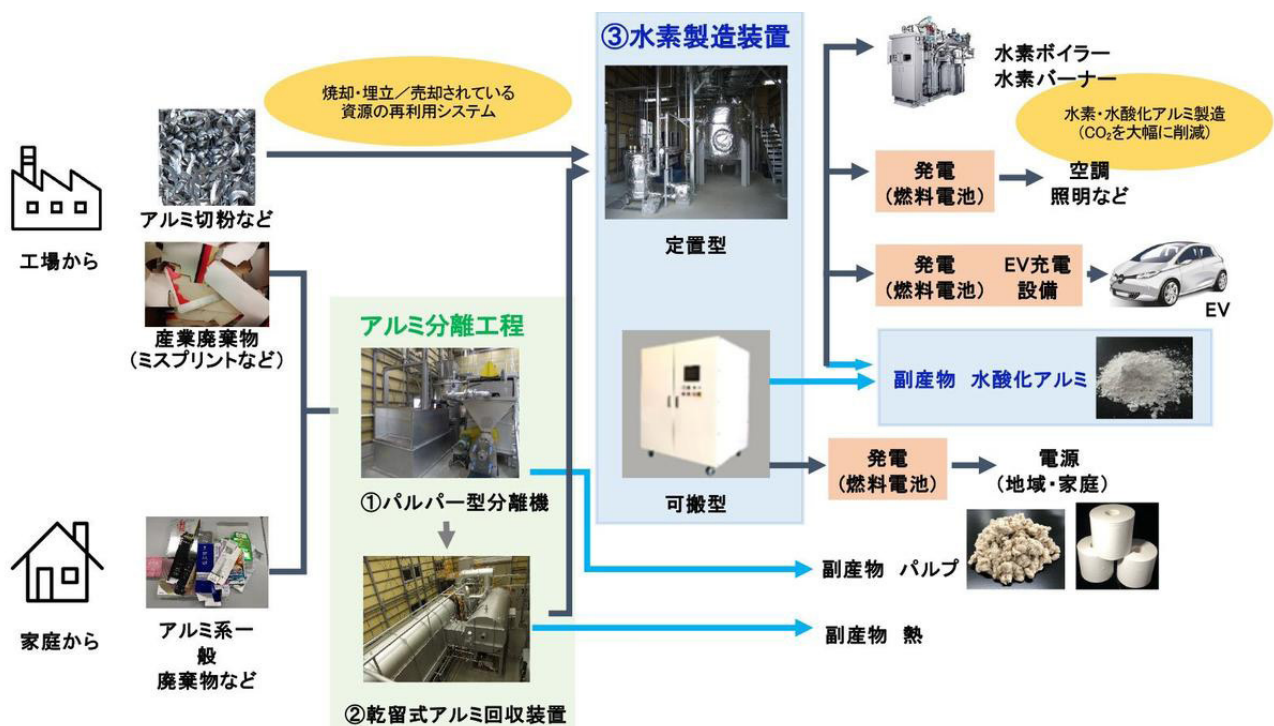 ③水素製造装置
水素ボイラー
水素バーナー
焼却・埋立／売却されている
資源の再利用システム
水素・水酸化アルミ製造
(CO₂を大幅に削減)
アルミ切粉など
工場から
定置型
発電
(燃料電池)
空調
照明など
発電
(燃料電池)
EV充電
設備
EV
産業廃棄物
(ミスプリントなど)
アルミ分離工程
副産物 水酸化アルミ
①パルパー型分離機
可搬型
発電
(燃料電池)
電源
(地域・家庭)
副産物 パルプ
家庭から
アルミ系一
般
廃棄物など
副産物 熱
②乾留式アルミ回収装置